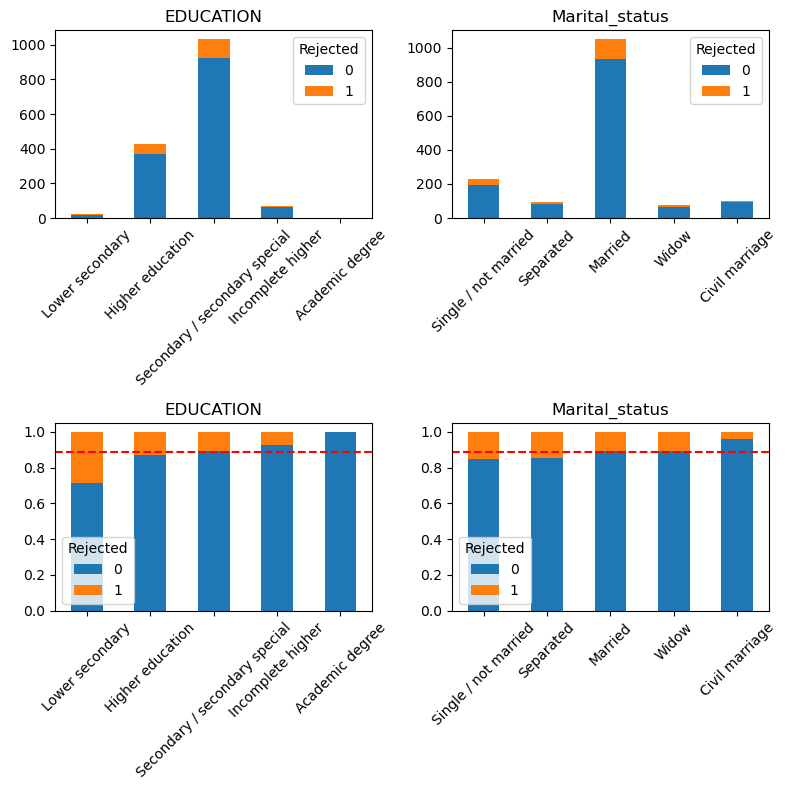 EDUCATION
1000
800
600
400
200
0
Rejected
0
1
Lower secondary
Higher education
Secondary / secondary special
Incomplete higher
Academic degree
Marital_status
1000
800
600
400
200
0
Rejected
0
1
Single / not married
Separated
Married
Widow
Civil marriage
EDUCATION
1.0
0.8
0.6
0.4
0.2
0.0
Rejected
0
1
Lower secondary
Higher education
Secondary / secondary special
Incomplete higher
Academic degree
Marital_status
1.0
0.8
0.6
0.4
0.2
0.0
Rejected
0
1
Single / not married
Separated
Married
Widow
Civil marriage